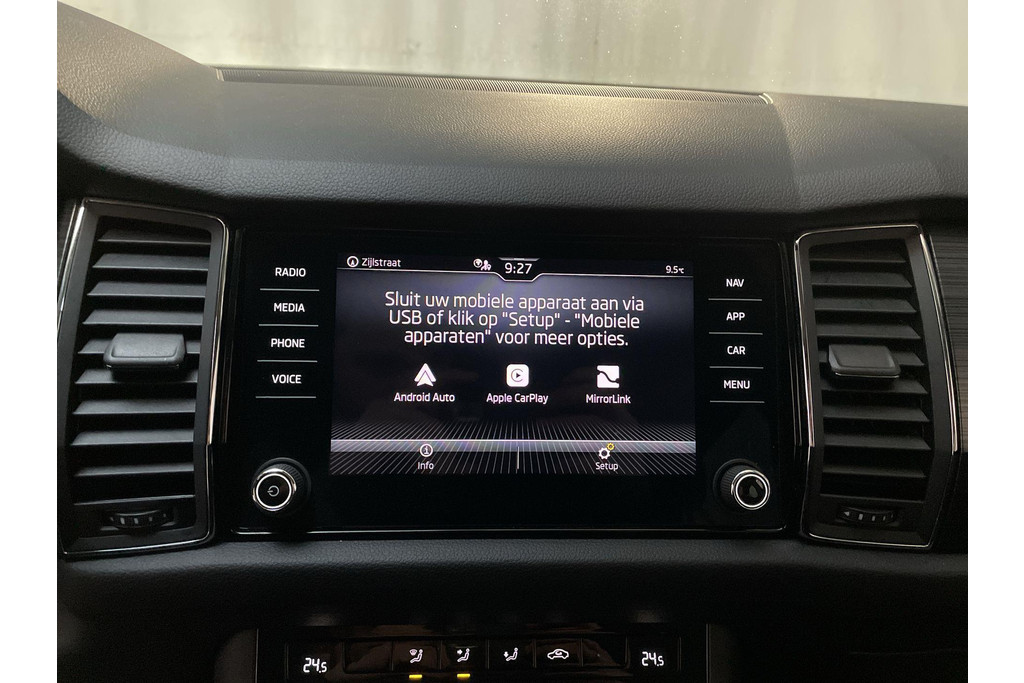 Zijlstraat
9:27
9.5°C
RADIO
MEDIA
PHONE
VOICE
Sluit uw mobiele apparaat aan via
USB of klik op "Setup" - "Mobiele
apparaten" voor meer opties.
Android Auto
Apple CarPlay
MirrorLink
Info
Setup
NAV
APP
CAR
MENU
24.5
24.5